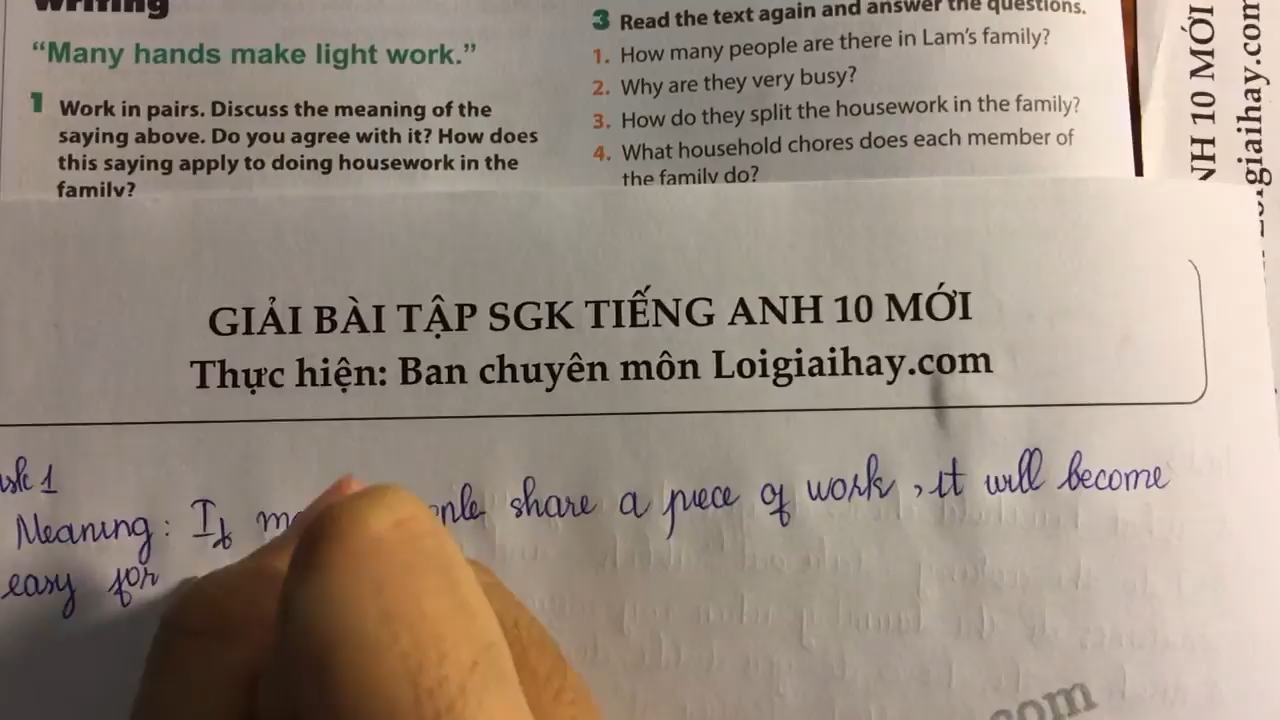 Writing
"Many hands make light work."
1 Work in pairs. Discuss the meaning of the
saying above. Do you agree with it? How does
this saying apply to doing housework in the
family?
3 Read the text again and answer the questions.
1. How many people are there in Lam's family?
2. Why are they very busy?
3. How do they split the housework in the family?
4. What household chores does each member of
the family do?
NH 10 MỚI
giaihay.com
GIẢI BÀI TẬP SGK TIẾNG ANH 10 MỚI
Thực hiện: Ban chuyên môn Loigiaihay.com
1
Meaning: If share a piece of work, it will become
easy for
com